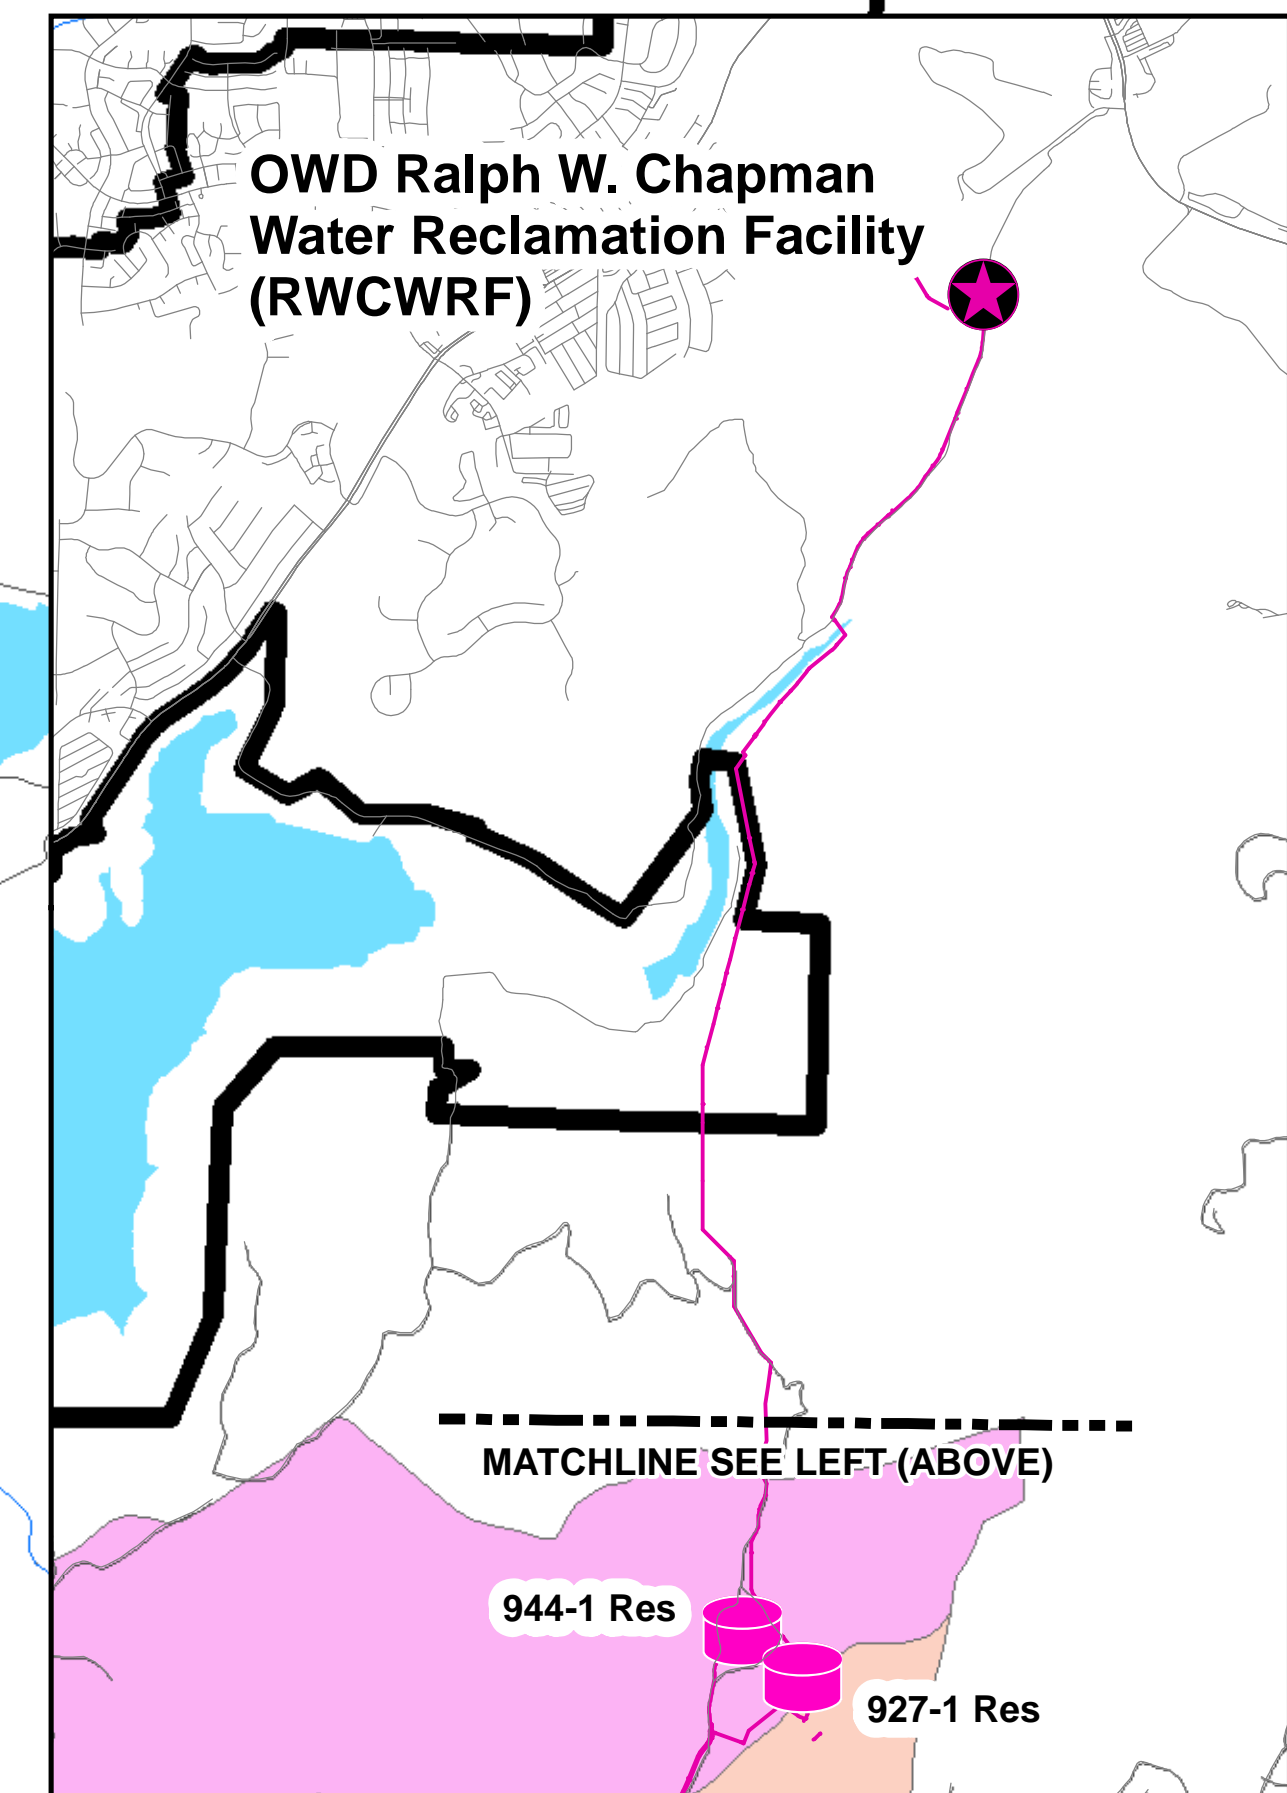 OWD Ralph W. Chapman
Water Reclamation Facility
(RWCWRF)
MATCHLINE SEE LEFT (ABOVE)
944-1 Res
927-1 Res